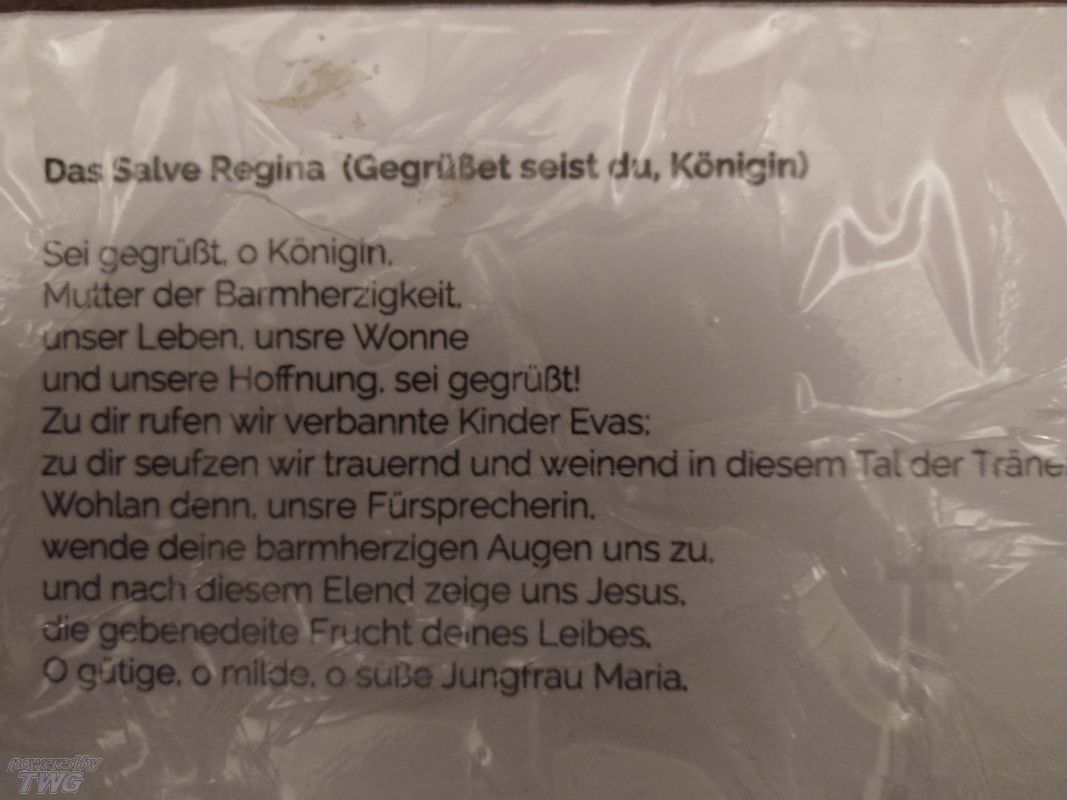 Das Salve Regina (Gegrüßet seist du, Königin)
Sei gegrüßt, o Königin,
Mutter der Barmherzigkeit,
unser Leben, unsre Wonne
und unsere Hoffnung, sei gegrüßt!
Zu dir rufen wir verbannte Kinder Evas;
zu dir seufzen wir trauernd und weinend in diesem Tal der Träne
Wohlan denn, unsre Fürsprecherin,
wende deine barmherzigen Augen uns zu,
und nach diesem Elend zeige uns Jesus,
die gebenedeite Frucht deines Leibes.
O gütige, o milde, o süße Jungfrau Maria.
powered by
TWG